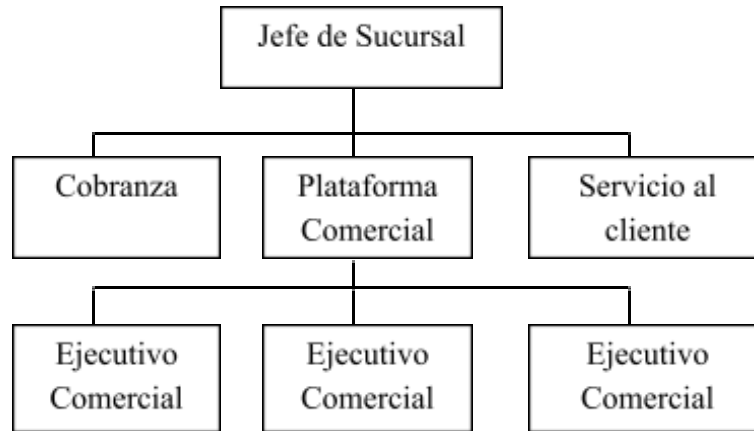 Jefe de Sucursal
Cobranza
Plataforma
Comercial
Servicio al
cliente
Ejecutivo
Comercial
Ejecutivo
Comercial
Ejecutivo
Comercial